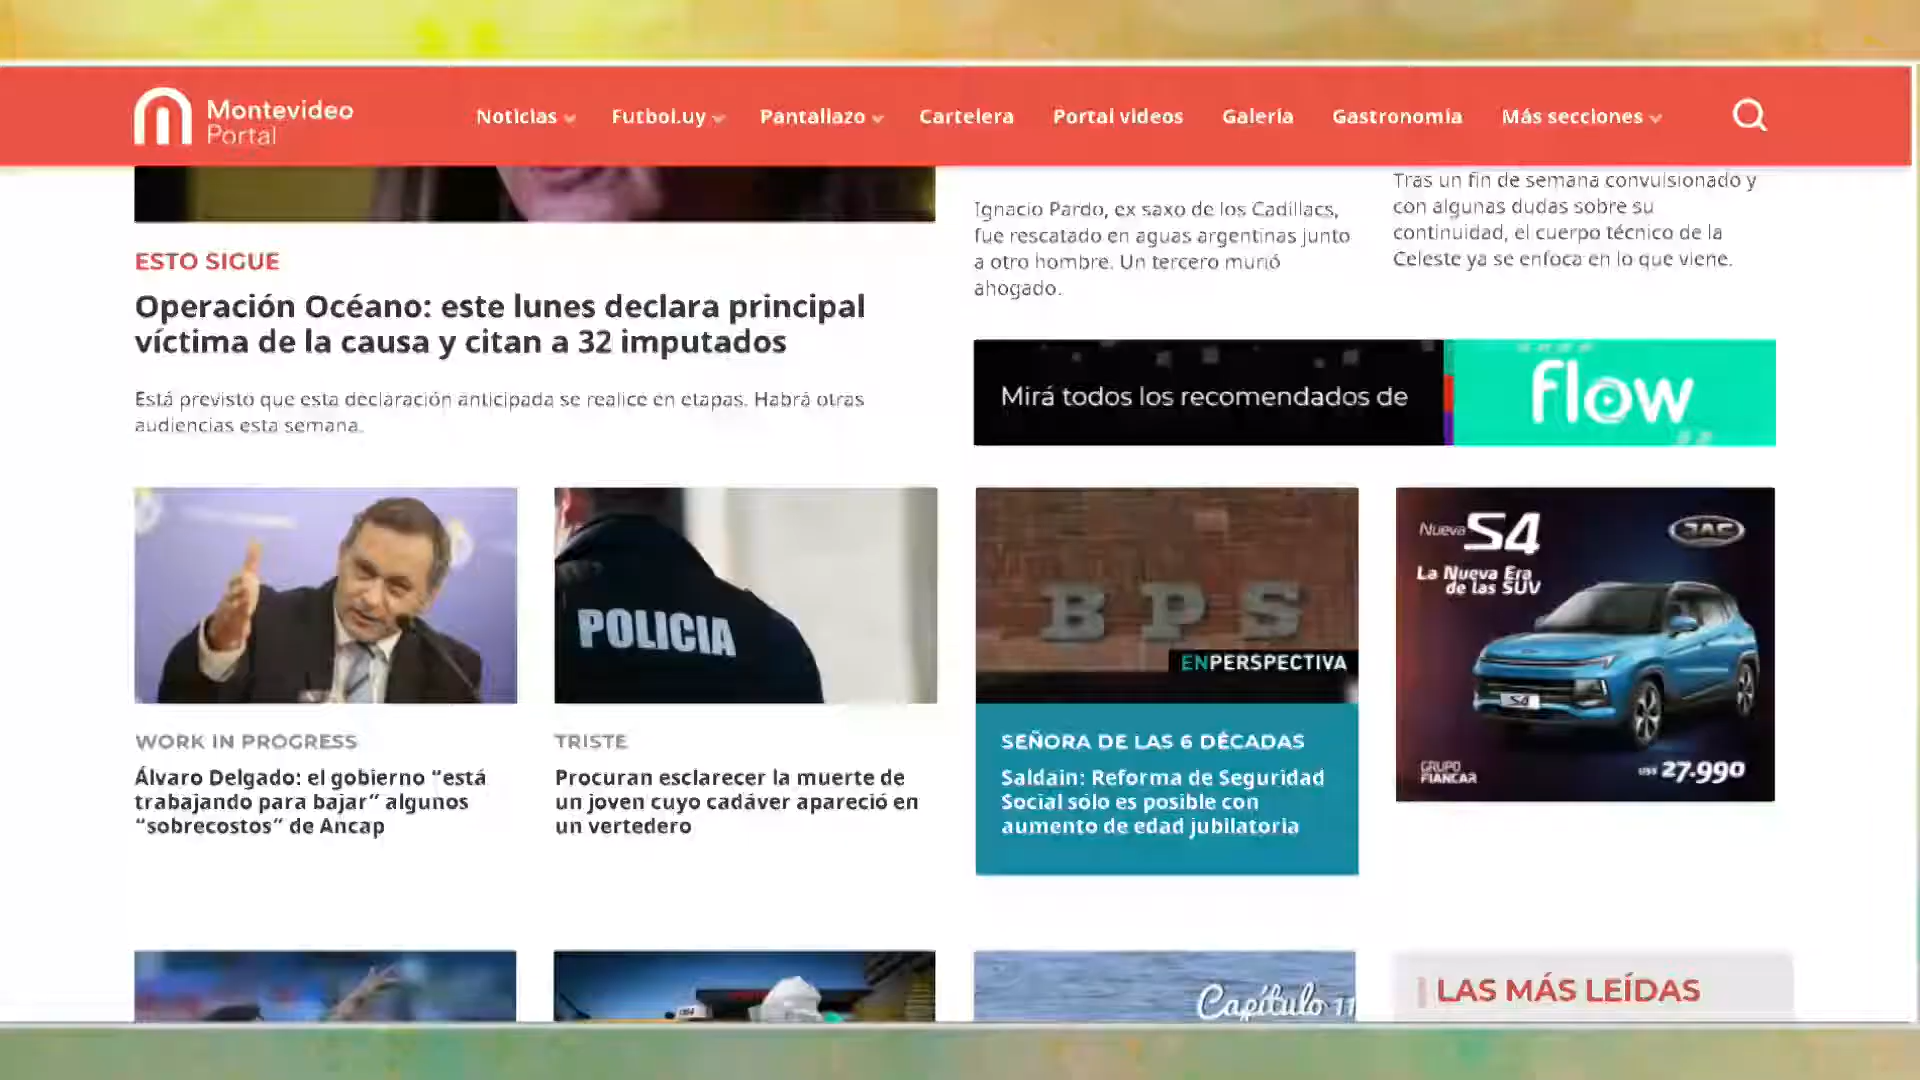 Montevideo
Portal
Noticias
Futbol.uy
Pantallazo
Cartelera
Portal videos
Galería
Gastronomía
Más secciones
ESTO SIGUE
Operación Océano: este lunes declara principal
víctima de la causa y citan a 32 imputados
Está previsto que esta declaración anticipada se realice en etapas. Habrá otras
audiencias esta semana.
Ignacio Pardo, ex saxo de los Cadillacs,
fue rescatado en aguas argentinas junto
a otro hombre. Un tercero murió
ahogado.
Tras un fin de semana convulsionado y
con algunas dudas sobre su
continuidad, el cuerpo técnico de la
Celeste ya se enfoca en lo que viene.
Mirá todos los recomendados de
flow
POLICIA
BPS
ENPERSPECTIVA
Nueva S4
JAC
La Nueva Era
de las SUV
S4
GRUPO
FIANCAR
US$ 27.990
WORK IN PROGRESS
Álvaro Delgado: el gobierno “está
trabajando para bajar” algunos
“sobrecostos” de Ancap
TRISTE
Procuran esclarecer la muerte de
un joven cuyo cadáver apareció en
un vertedero
SEÑORA DE LAS 6 DÉCADAS
Saldain: Reforma de Seguridad
Social sólo es posible con
aumento de edad jubilatoria
Capítulo 11
LAS MÁS LEÍDAS